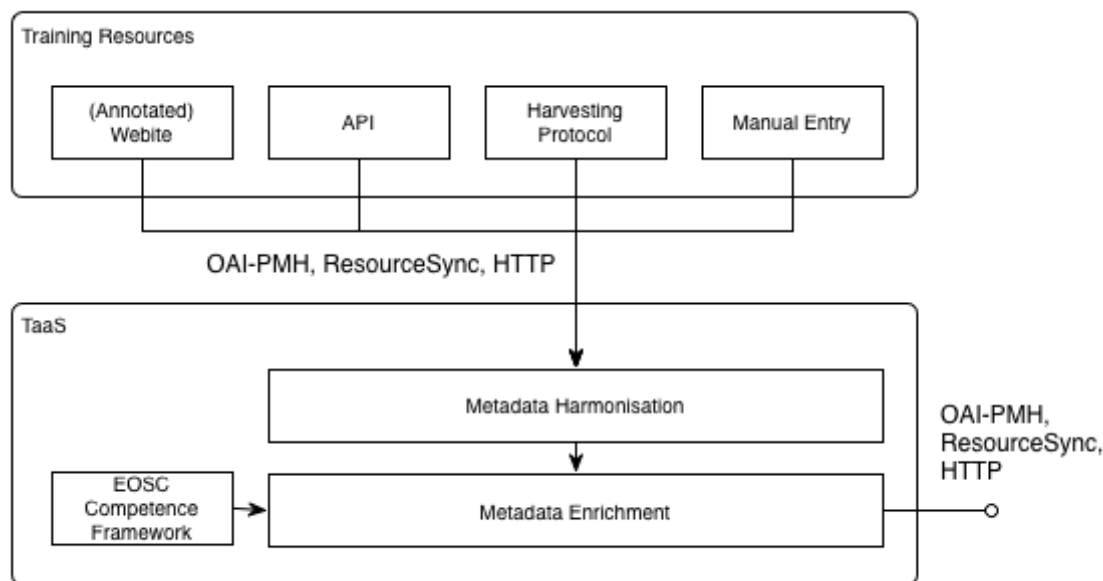 Training Resources
(Annotated)
Webite
API
Harvesting
Protocol
Manual Entry
OAI-PMH, ResourceSync, HTTP
TaaS
Metadata Harmonisation
OAI-PMH,
ResourceSync,
HTTP
EOSC
Competence
Framework
Metadata Enrichment